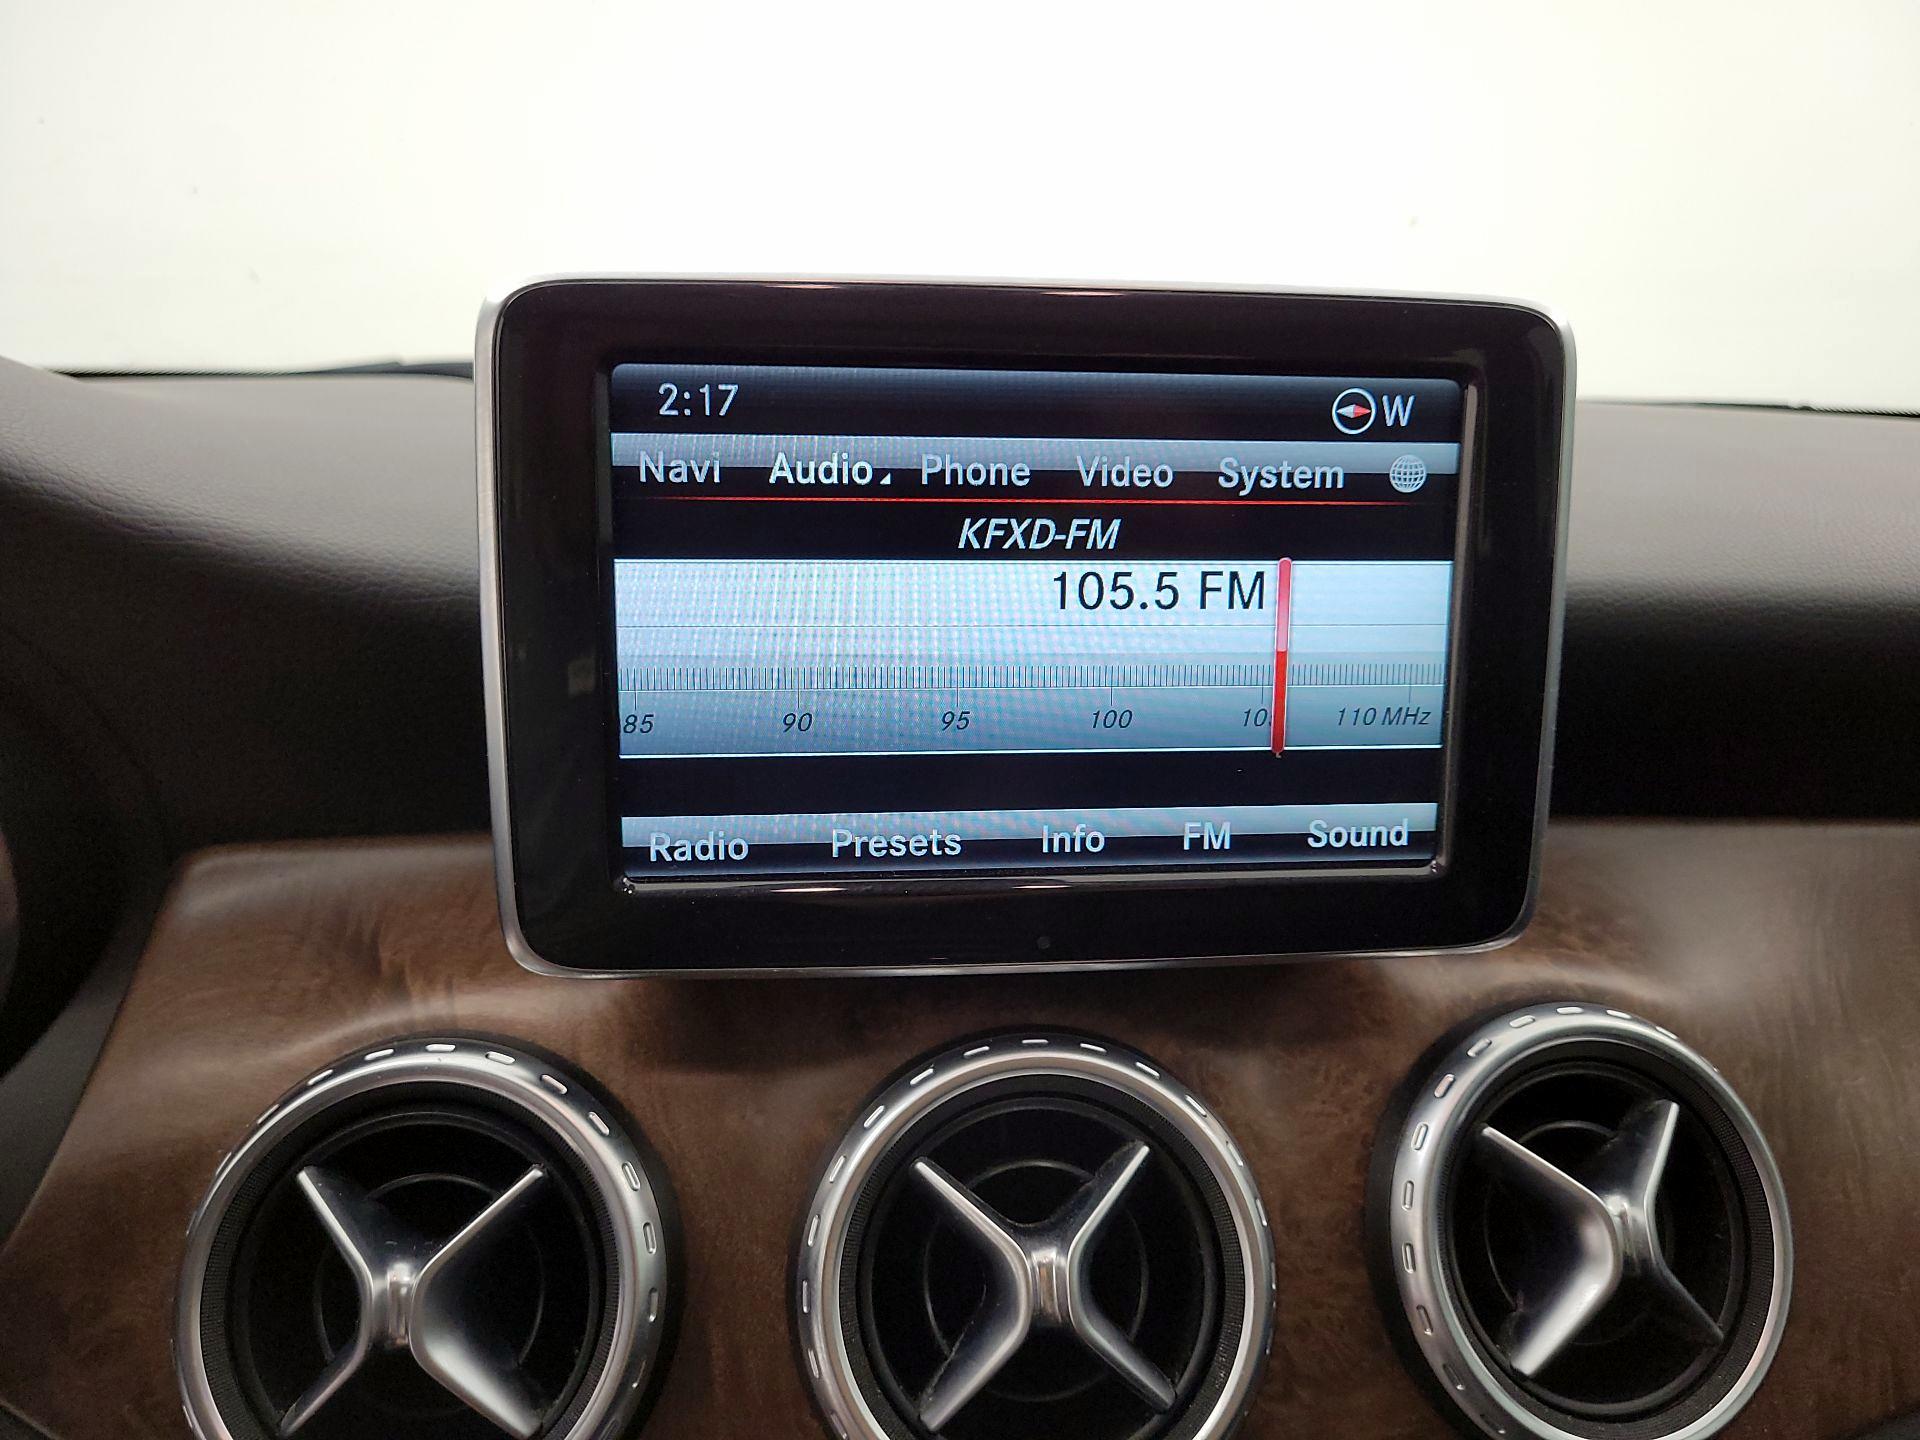 2:17 W
Navi Audio Phone Video System
KFXD-FM
105.5 FM
85 90 95 100 110 MHz
Radio Presets Info FM Sound